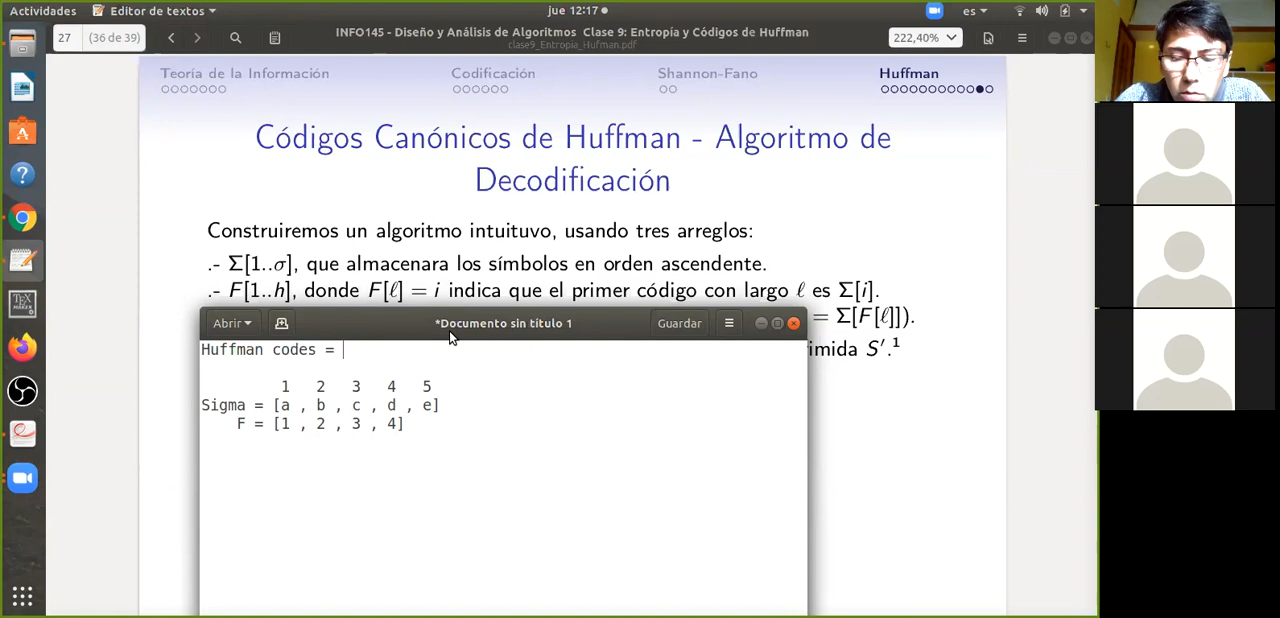 Actividades Editor de textos jue 12:17 es
27 (36 de 39) INFO145 - Diseño y Análisis de Algoritmos Clase 9: Entropía y Códigos de Huffman 222,40%
clase9_Entropia_Hufman.pdf
Teoría de la Información Codificación Shannon-Fano Huffman
Códigos Canónicos de Huffman - Algoritmo de
Decodificación
Construiremos un algoritmo intuituvo, usando tres arreglos:
.- Σ[1..σ], que almacenara los símbolos en orden ascendente.
.- F[1..h], donde F[ℓ] = i indica que el primer código con largo ℓ es Σ[i].
= Σ[F[ℓ]]).
imida S′.¹
Abrir *Documento sin título 1 Guardar
Huffman codes =
1 2 3 4 5
Sigma = [a , b , c , d , e]
F = [1 , 2 , 3 , 4]